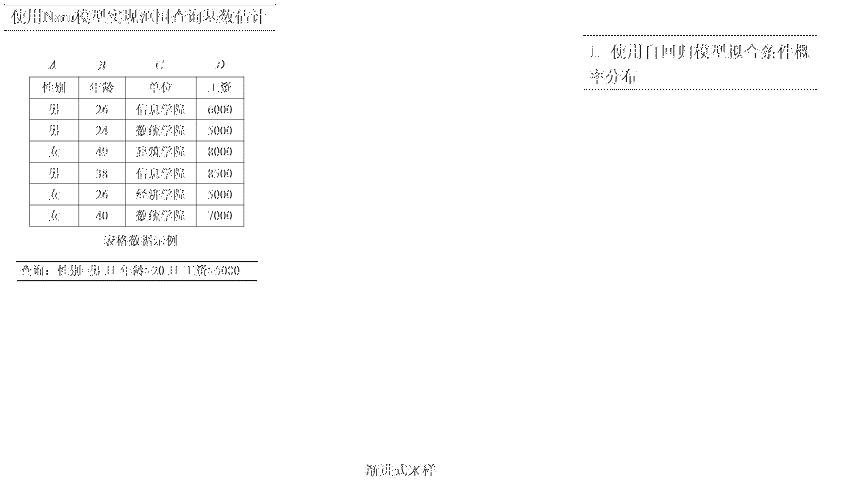 使用Naru模型实现范围查询基数估计
A B C D
性别 年龄 单位 工资
男 26 信息学院 6000
男 24 数统学院 5000
女 49 建筑学院 8000
男 38 信息学院 8500
女 26 经济学院 5000
女 40 数统学院 7000
表格数据示例
查询：性别=男 且 年龄>20 且 工资>5000
1. 使用自回归模型拟合条件概
率分布
渐进式采样